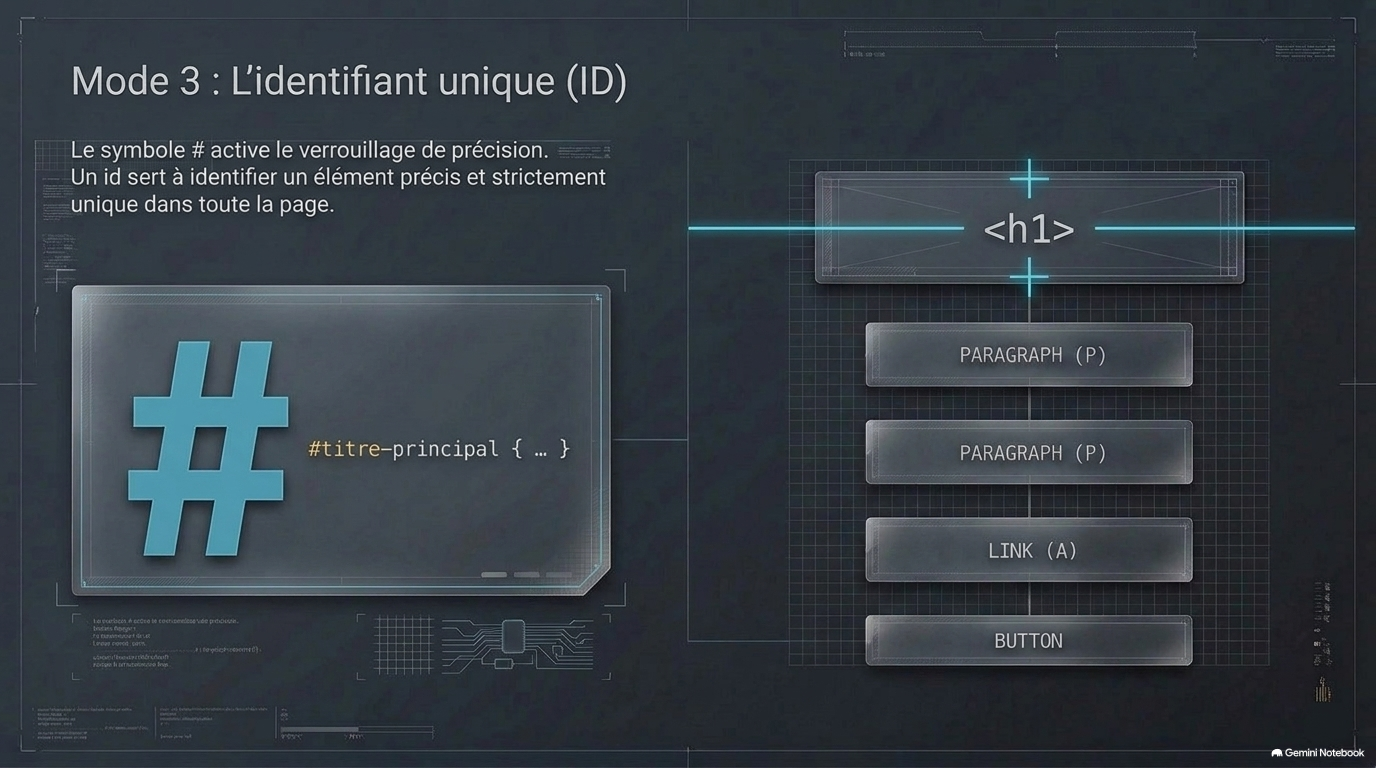 Mode 3 : L’identifiant unique (ID)
Le symbole # active le verrouillage de précision.
Un id sert à identifier un élément précis et strictement
unique dans toute la page.
#
#titre-principal { … }
<h1>
PARAGRAPH (P)
PARAGRAPH (P)
LINK (A)
BUTTON
Gemini Notebook